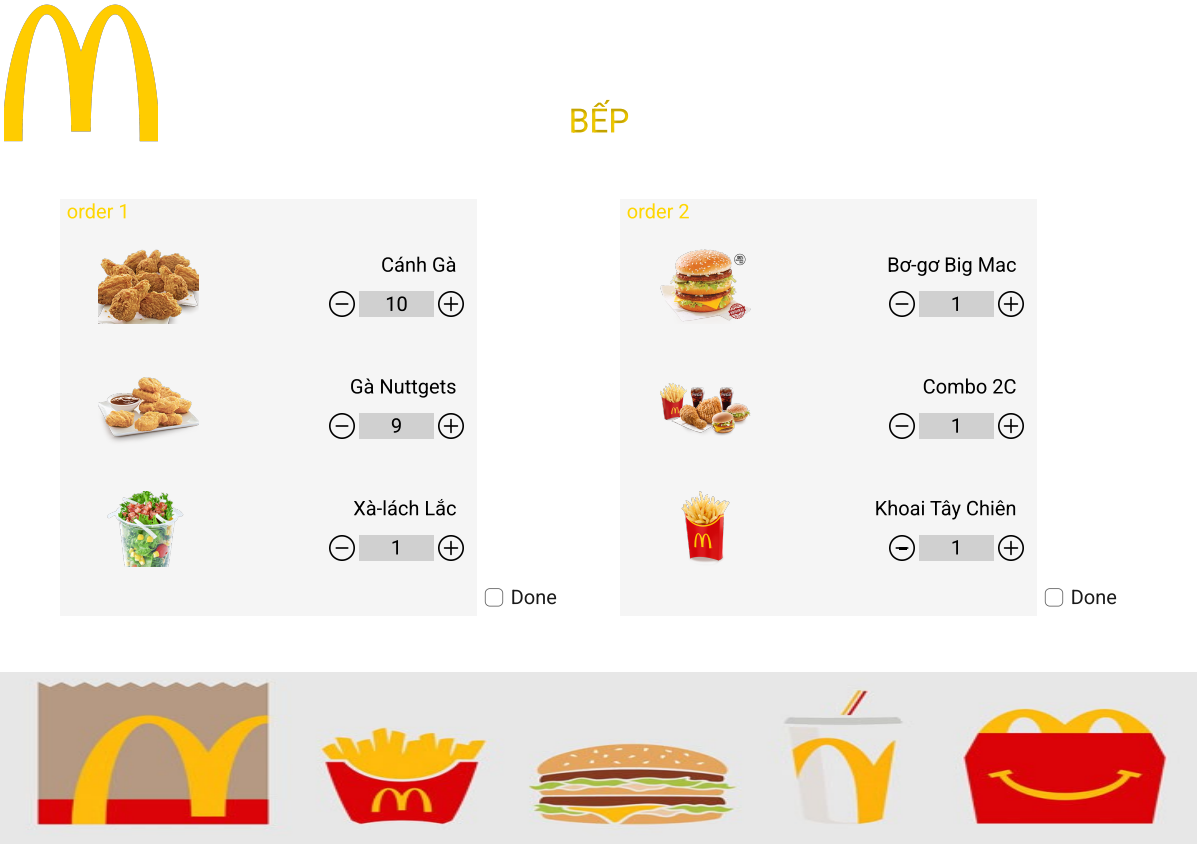 BẾP
order 1
Cánh Gà
10
Gà Nuttgets
9
Xà-lách Lắc
1
Done
order 2
Bơ-gơ Big Mac
1
Combo 2C
1
Khoai Tây Chiên
1
Done